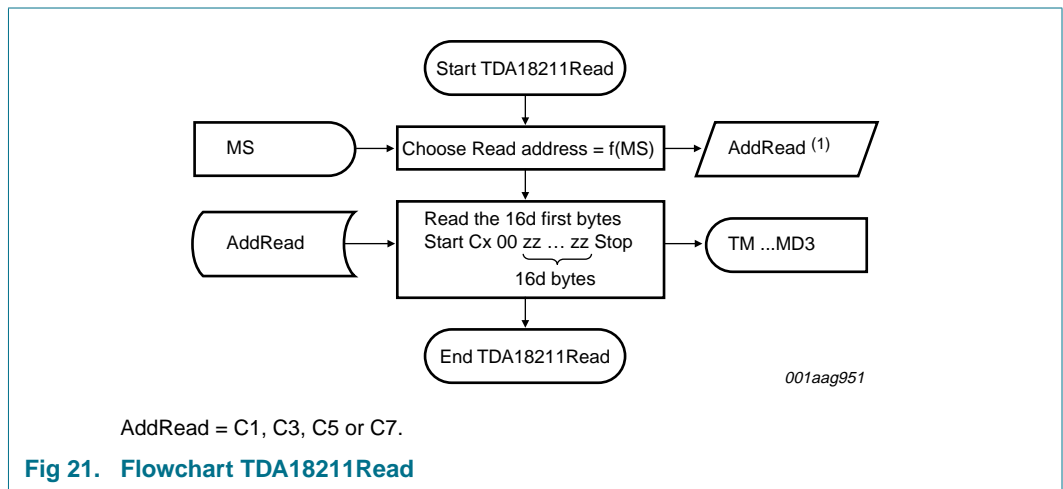 Start TDA18211Read
MS
Choose Read address = f(MS)
AddRead (1)
AddRead
Read the 16d first bytes
Start Cx 00 zz … zz Stop
16d bytes
TM ...MD3
End TDA18211Read
001aag951
AddRead = C1, C3, C5 or C7.
Fig 21. Flowchart TDA18211Read